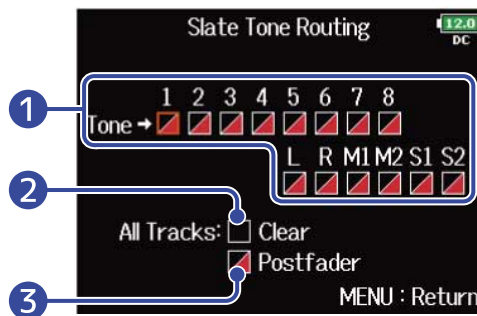 Slate Tone Routing
12.0
DC
1
1 2 3 4 5 6 7 8
Tone →
L R M1 M2 S1 S2
2
All Tracks: Clear
Postfader
3
MENU : Return